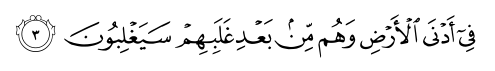 فِيٓ أَدۡنَى ٱلۡأَرۡضِ وَهُم مِّنۢ بَعۡدِ غَلَبِهِمۡ سَيَغۡلِبُونَ ٣